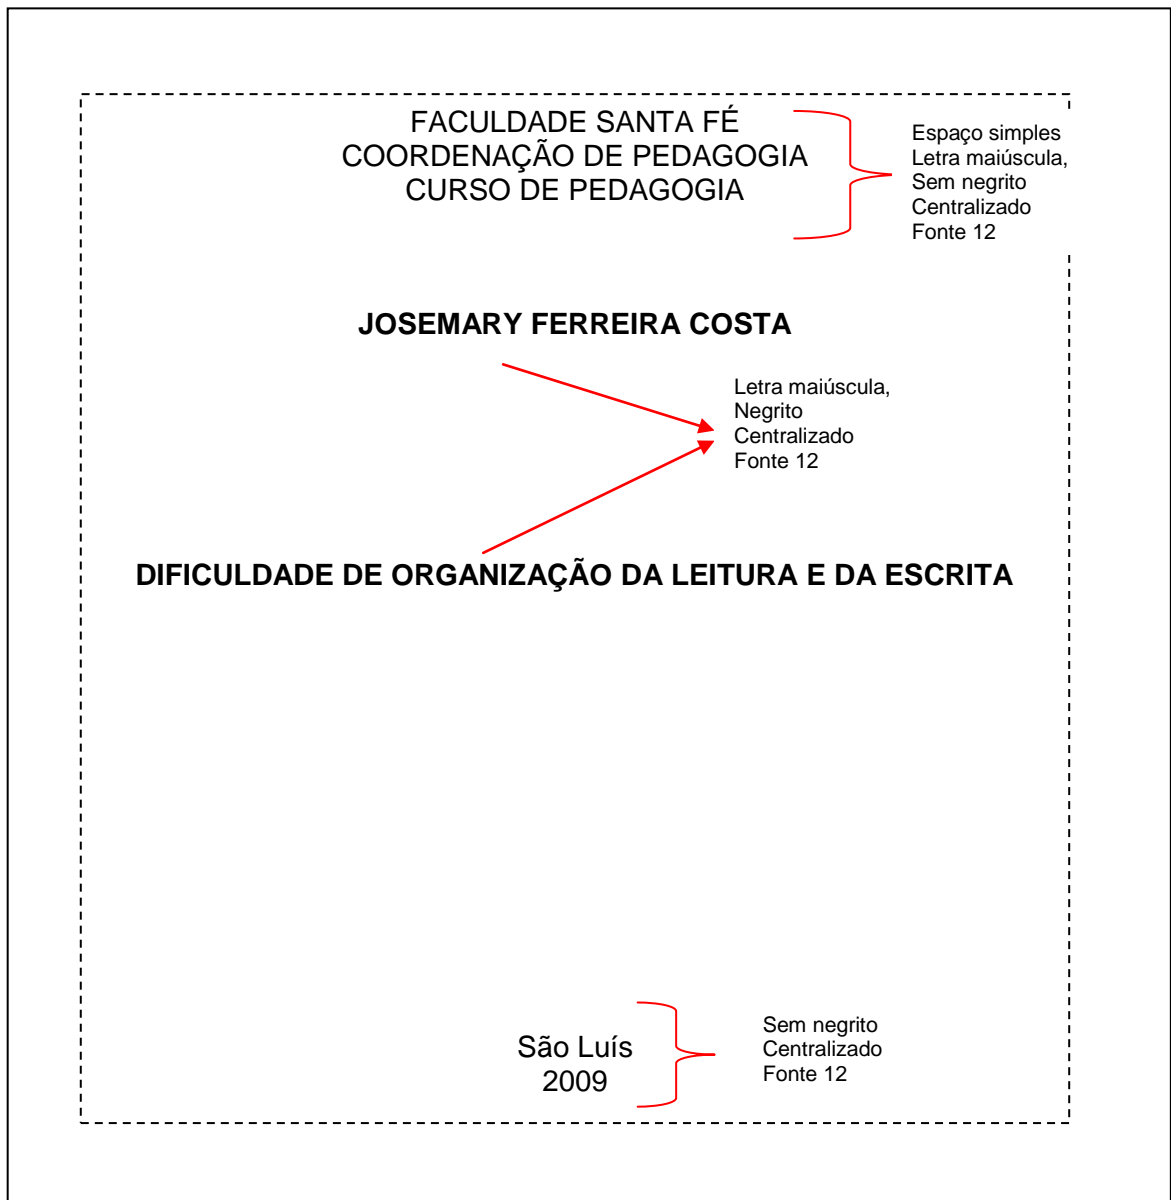 FACULDADE SANTA FÉ
COORDENAÇÃO DE PEDAGOGIA
CURSO DE PEDAGOGIA
Espaço simples
Letra maiúscula,
Sem negrito
Centralizado
Fonte 12
JOSEMARY FERREIRA COSTA
Letra maiúscula,
Negrito
Centralizado
Fonte 12
DIFICULDADE DE ORGANIZAÇÃO DA LEITURA E DA ESCRITA
São Luís
2009
Sem negrito
Centralizado
Fonte 12